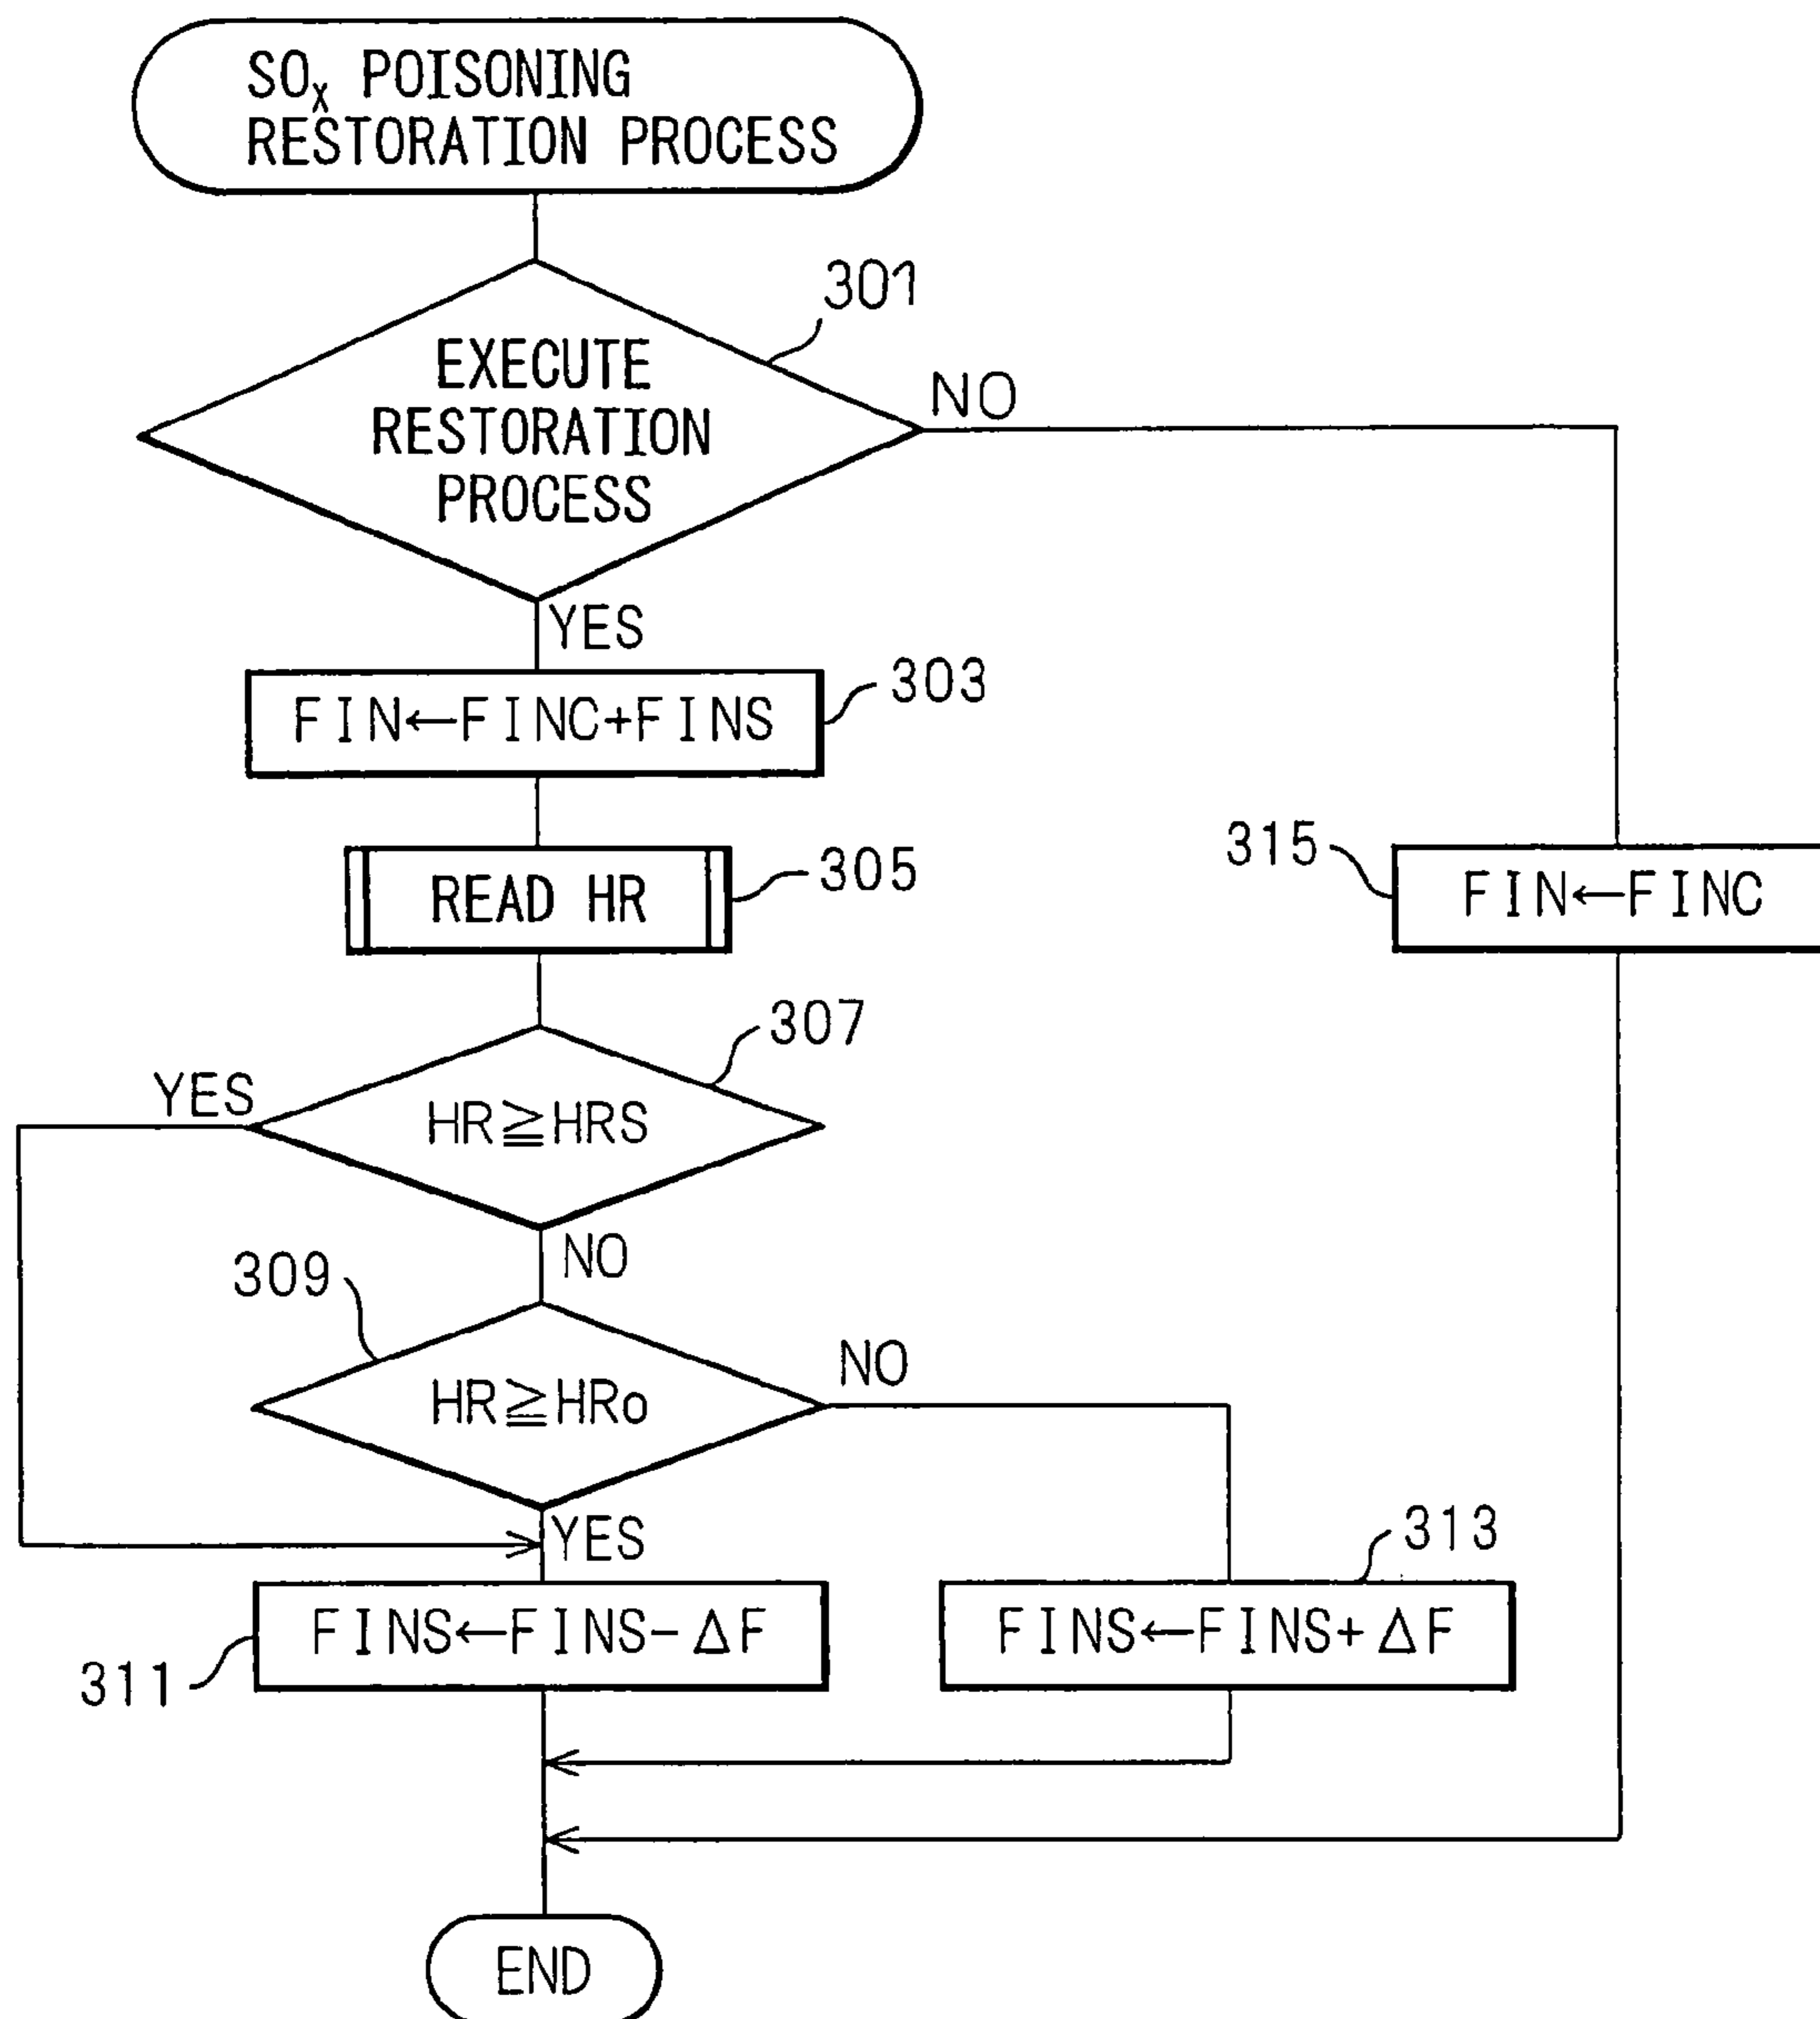 SOx POISONING
RESTORATION PROCESS
301
EXECUTE
RESTORATION
PROCESS
NO
YES
303
FIN←FINC+FINS
305
READ HR
315
FIN←FINC
307
YES
HR≧HRS
NO
309
NO
HR≧HRo
YES
313
FINS←FINS-ΔF
FINS←FINS+ΔF
311
END